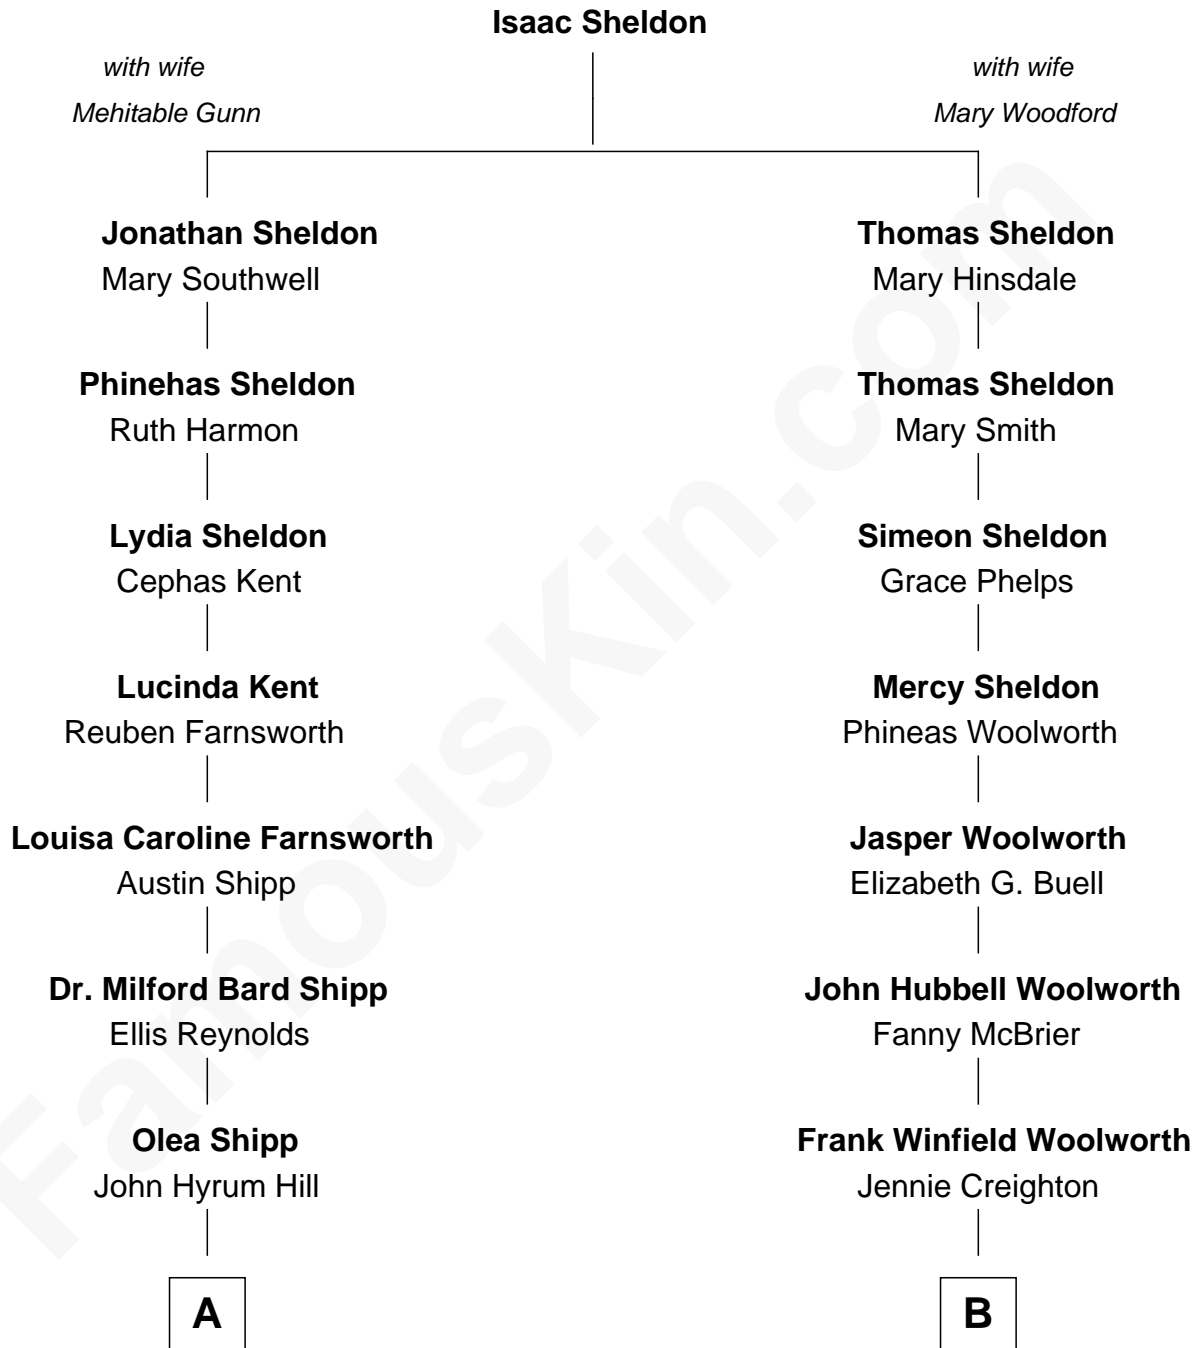 Isaac Sheldon
with wife
Mehitable Gunn
with wife
Mary Woodford
Jonathan Sheldon
Mary Southwell
Thomas Sheldon
Mary Hinsdale
Phinehas Sheldon
Ruth Harmon
Thomas Sheldon
Mary Smith
Lydia Sheldon
Cephas Kent
Simeon Sheldon
Grace Phelps
Lucinda Kent
Reuben Farnsworth
Mercy Sheldon
Phineas Woolworth
Louisa Caroline Farnsworth
Austin Shipp
Jasper Woolworth
Elizabeth G. Buell
Dr. Milford Bard Shipp
Ellis Reynolds
John Hubbell Woolworth
Fanny McBrier
Olea Shipp
John Hyrum Hill
Frank Winfield Woolworth
Jennie Creighton
A
B
FamousKin.com